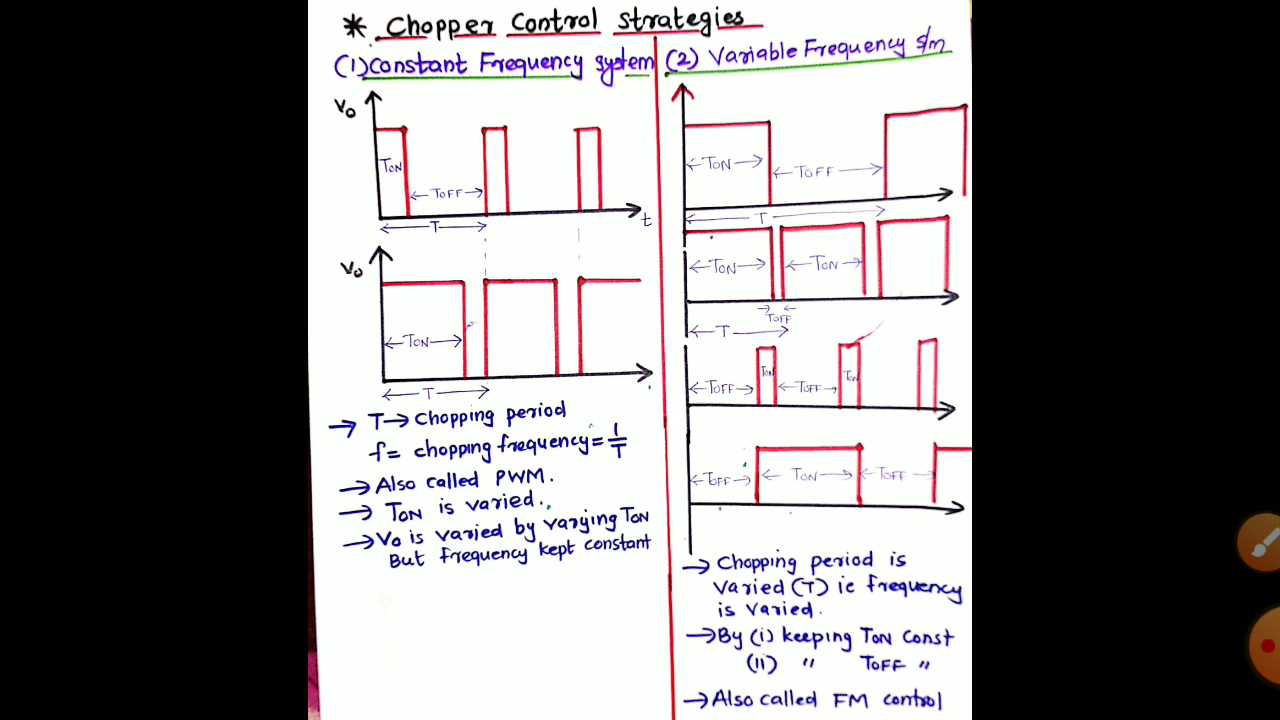 * Chopper Control Strategies
(1) Constant Frequency system
V₀
TON
← TOFF →
← T →
t
V₀
← TON →
← T →
→ T → Chopping period
f = chopping frequency = 1/T
→ Also called PWM.
→ TON is varied.
→ V₀ is varied by varying TON
But frequency kept constant
(2) Variable Frequency s/m
← TON →
← TOFF →
← T →
← TON →
← TON →
→ ←
TOFF
← T →
← TOFF →
TON
← TOFF →
TON
← TOFF →
← TON →
← TOFF →
→ Chopping period is
varied (T) ie frequency
is varied.
→ By (i) keeping TON Const
(ii) " TOFF "
→ Also called FM control